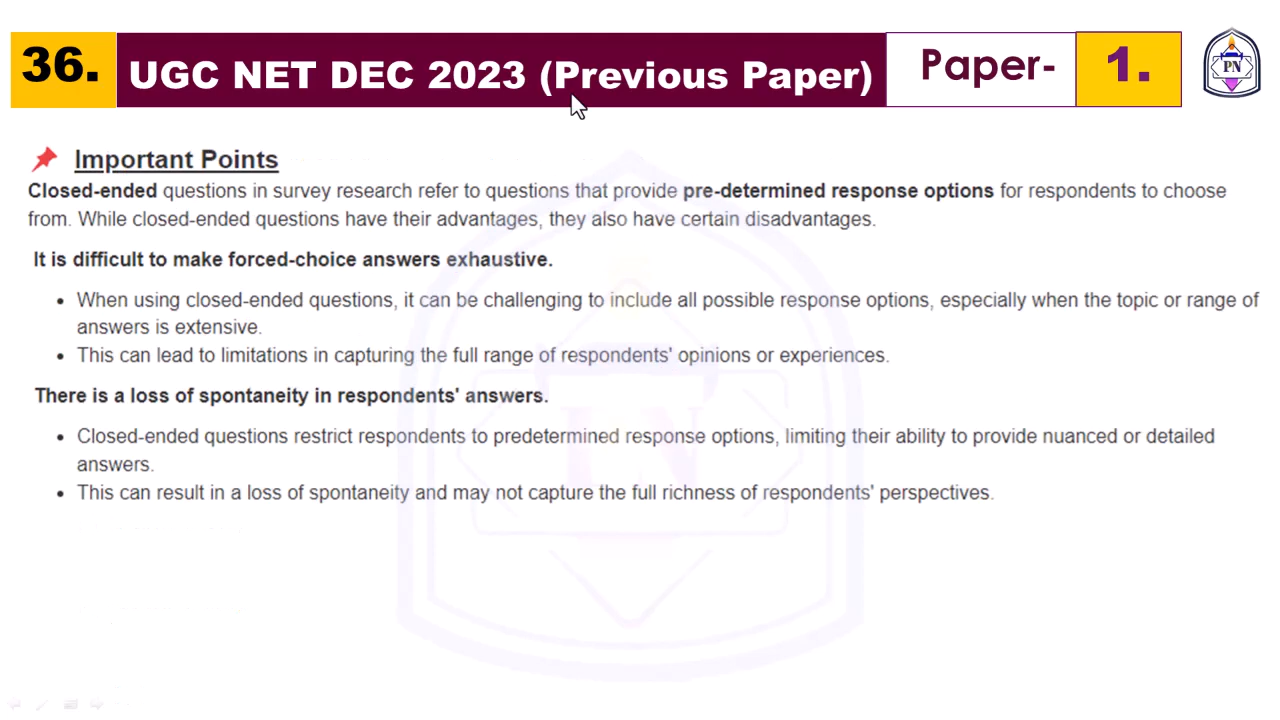 36. UGC NET DEC 2023 (Previous Paper) Paper- 1. PN
Important Points
Closed-ended questions in survey research refer to questions that provide pre-determined response options for respondents to choose
from. While closed-ended questions have their advantages, they also have certain disadvantages.
It is difficult to make forced-choice answers exhaustive.
• When using closed-ended questions, it can be challenging to include all possible response options, especially when the topic or range of
answers is extensive.
• This can lead to limitations in capturing the full range of respondents' opinions or experiences.
There is a loss of spontaneity in respondents' answers.
• Closed-ended questions restrict respondents to predetermined response options, limiting their ability to provide nuanced or detailed
answers.
• This can result in a loss of spontaneity and may not capture the full richness of respondents' perspectives.
PN